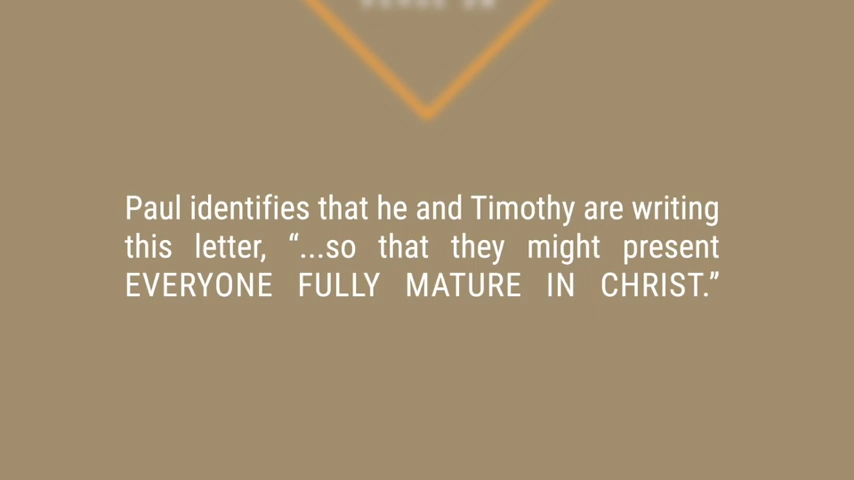 Paul identifies that he and Timothy are writing
this letter, “...so that they might present
EVERYONE FULLY MATURE IN CHRIST.”